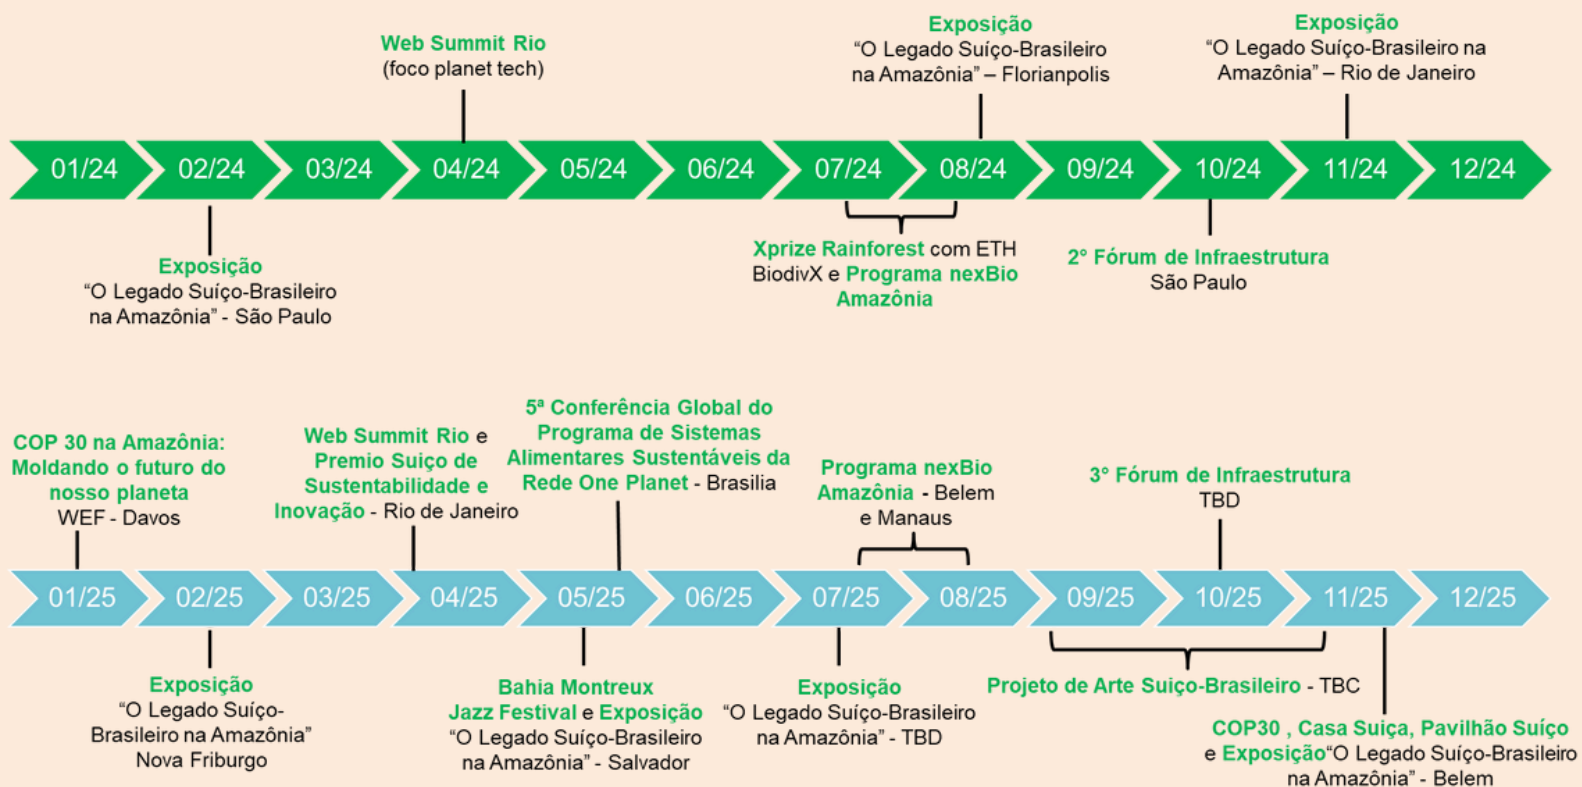 Web Summit Rio
(foco planet tech)
Exposição
“O Legado Suíço-Brasileiro
na Amazônia” – Florianpolis
Exposição
“O Legado Suíço-Brasileiro na
Amazônia” – Rio de Janeiro
01/24
02/24
03/24
04/24
05/24
06/24
07/24
08/24
09/24
10/24
11/24
12/24
Exposição
“O Legado Suíço-Brasileiro
na Amazônia” - São Paulo
Xprize Rainforest com ETH
BiodivX e Programa nexBio
Amazônia
2° Fórum de Infraestrutura
São Paulo
COP 30 na Amazônia:
Moldando o futuro do
nosso planeta
WEF - Davos
Web Summit Rio e
Premio Suiço de
Sustentabilidade e
Inovação - Rio de Janeiro
5ª Conferência Global do
Programa de Sistemas
Alimentares Sustentáveis da
Rede One Planet - Brasilia
Programa nexBio
Amazônia - Belem
e Manaus
3° Fórum de Infraestrutura
TBD
01/25
02/25
03/25
04/25
05/25
06/25
07/25
08/25
09/25
10/25
11/25
12/25
Exposição
“O Legado Suíço-
Brasileiro na Amazônia”
Nova Friburgo
Bahia Montreux
Jazz Festival e Exposição
“O Legado Suíço-Brasileiro
na Amazônia” - Salvador
Exposição
“O Legado Suíço-Brasileiro
na Amazônia” - TBD
Projeto de Arte Suiço-Brasileiro - TBC
COP30 , Casa Suiça, Pavilhão Suíço
e Exposição“O Legado Suíço-Brasileiro
na Amazônia” - Belem